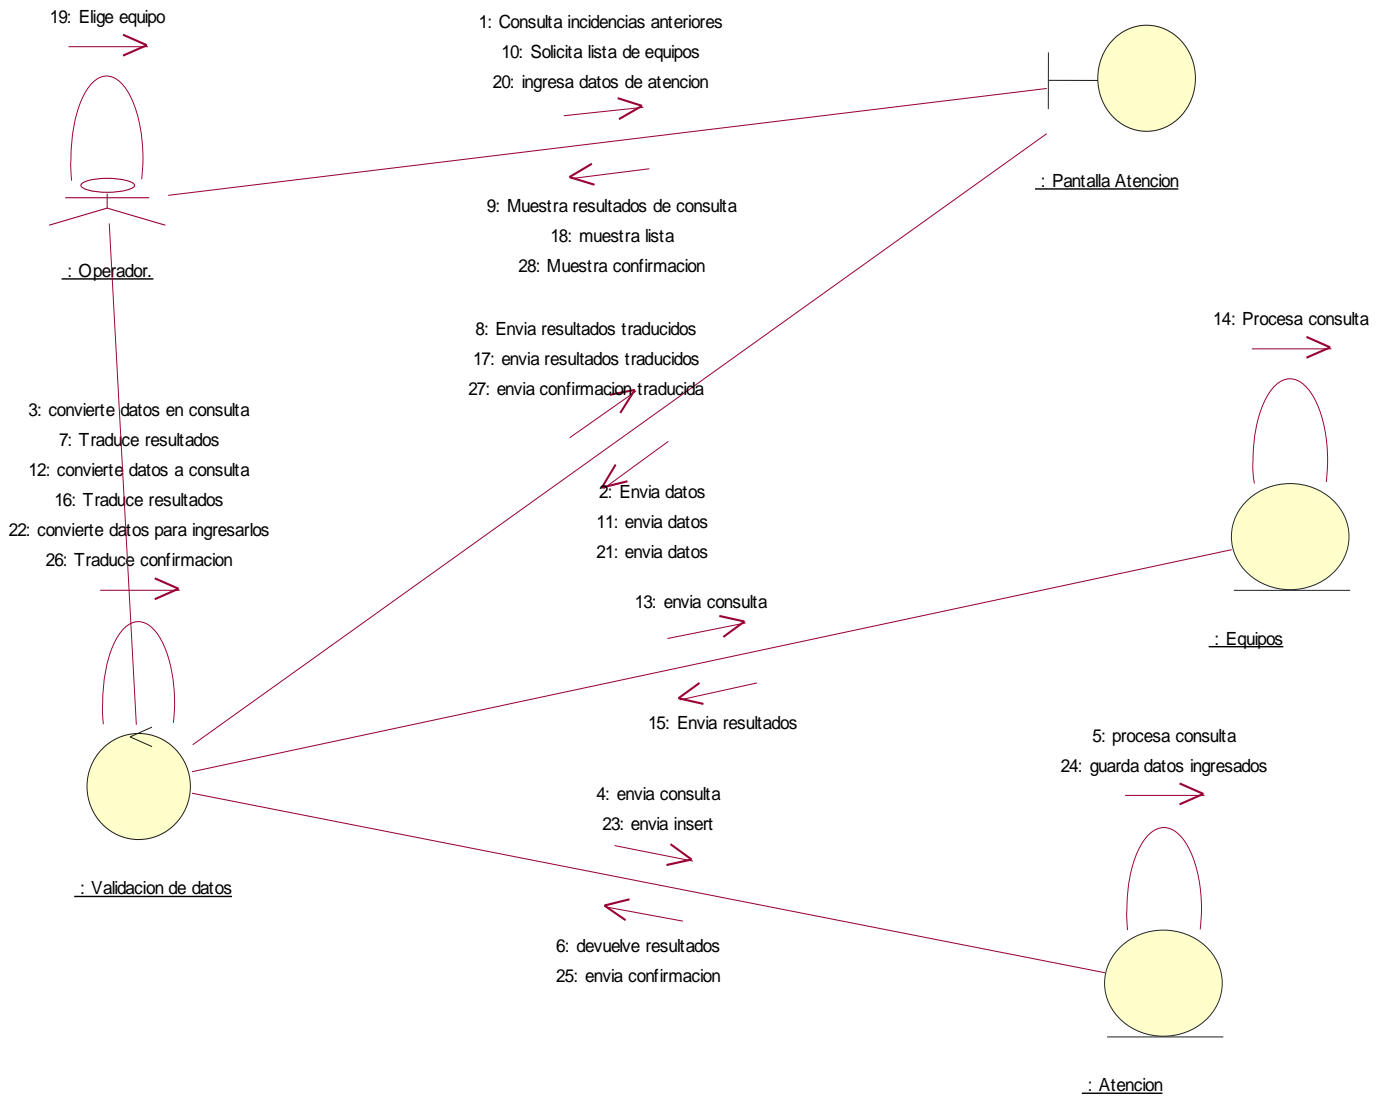 19: Elige equipo
1: Consulta incidencias anteriores
10: Solicita lista de equipos
20: ingresa datos de atencion
: Pantalla Atencion
9: Muestra resultados de consulta
18: muestra lista
28: Muestra confirmacion
: Operador.
8: Envia resultados traducidos
17: envia resultados traducidos
27: envia confirmacion traducida
14: Procesa consulta
3: convierte datos en consulta
7: Traduce resultados
12: convierte datos a consulta
16: Traduce resultados
22: convierte datos para ingresarlos
26: Traduce confirmacion
2: Envia datos
11: envia datos
21: envia datos
13: envia consulta
: Equipos
15: Envia resultados
5: procesa consulta
24: guarda datos ingresados
4: envia consulta
23: envia insert
: Validacion de datos
6: devuelve resultados
25: envia confirmacion
: Atencion